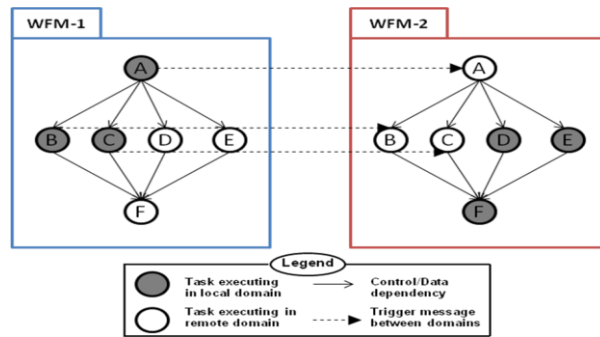 WFM-1
WFM-2
A
A
B
C
D
E
B
C
D
E
F
F
Legend
Task executing
in local domain
Control/Data
dependency
Task executing in
remote domain
Trigger message
between domains